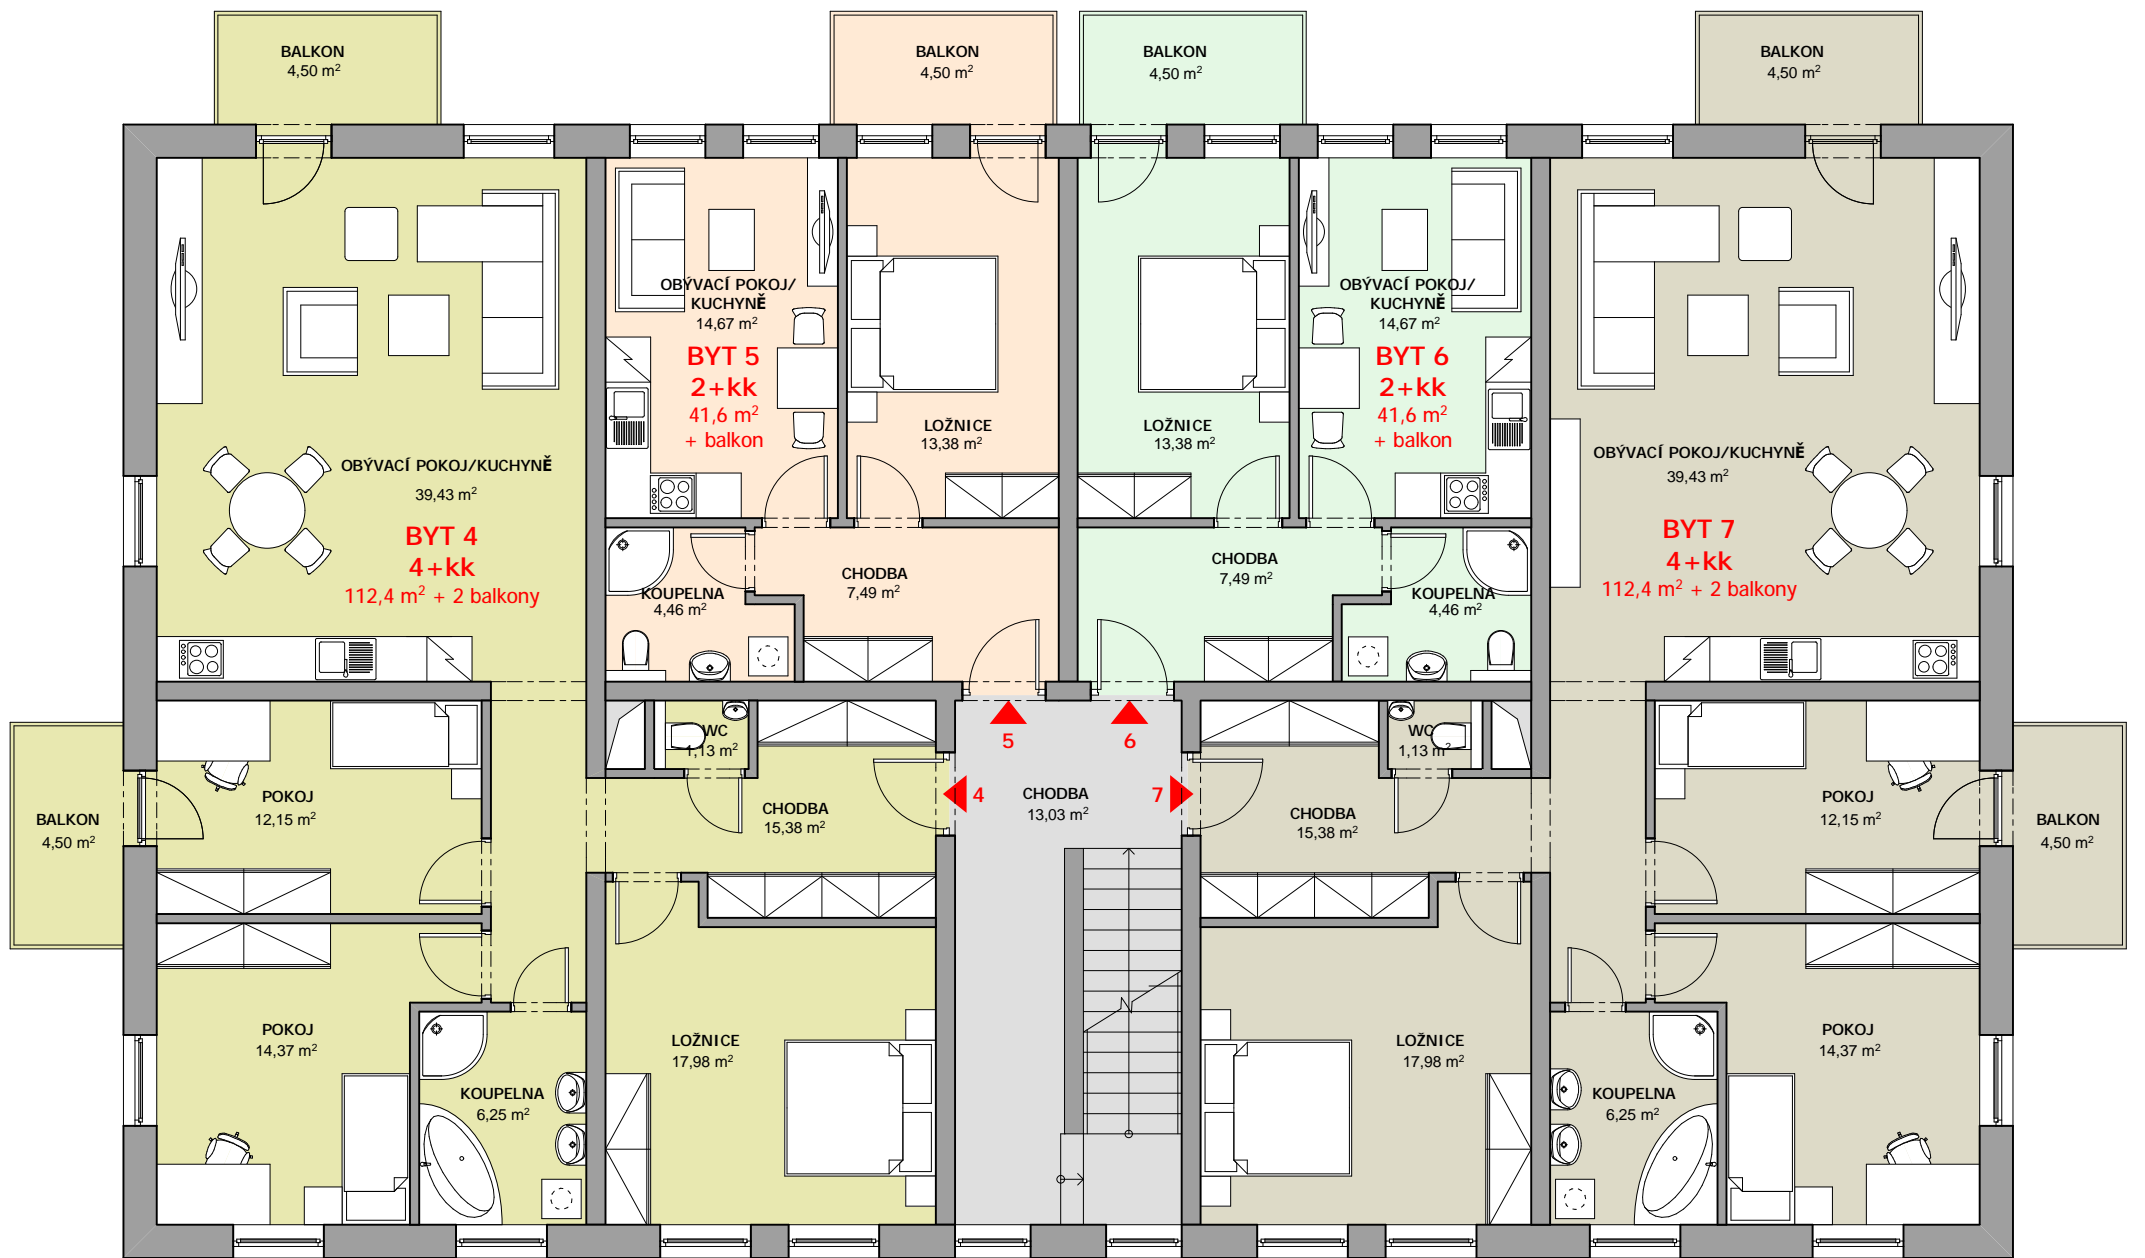 BALKON
4,50 m²
BALKON
4,50 m²
BALKON
4,50 m²
BALKON
4,50 m²
OBÝVACÍ POKOJ/
KUCHYNĚ
14,67 m²
BYT 5
2+kk
41,6 m²
+ balkon
LOŽNICE
13,38 m²
LOŽNICE
13,38 m²
OBÝVACÍ POKOJ/
KUCHYNĚ
14,67 m²
BYT 6
2+kk
41,6 m²
+ balkon
OBÝVACÍ POKOJ/KUCHYNĚ
39,43 m²
BYT 4
4+kk
112,4 m² + 2 balkony
OBÝVACÍ POKOJ/KUCHYNĚ
39,43 m²
BYT 7
4+kk
112,4 m² + 2 balkony
KOUPELNA
4,46 m²
CHODBA
7,49 m²
CHODBA
7,49 m²
KOUPELNA
4,46 m²
WC
1,13 m²
5
6
WC
1,13 m²
POKOJ
12,15 m²
CHODBA
15,38 m²
4
CHODBA
13,03 m²
7
CHODBA
15,38 m²
POKOJ
12,15 m²
BALKON
4,50 m²
BALKON
4,50 m²
POKOJ
14,37 m²
LOŽNICE
17,98 m²
LOŽNICE
17,98 m²
POKOJ
14,37 m²
KOUPELNA
6,25 m²
KOUPELNA
6,25 m²